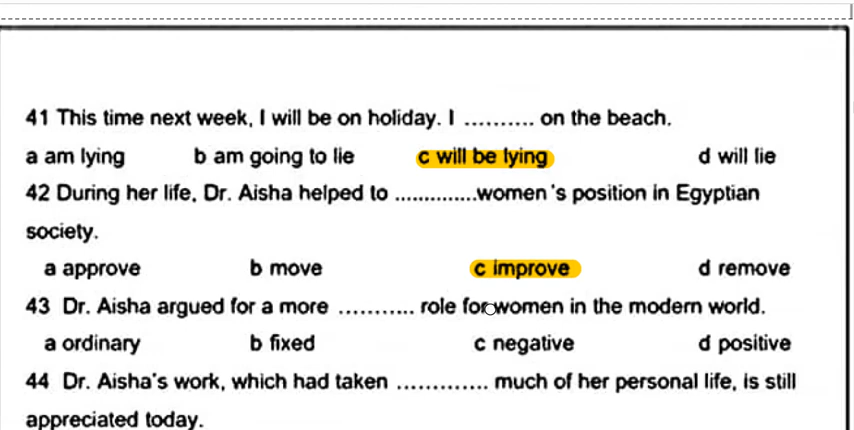 41 This time next week, I will be on holiday. I .......... on the beach.
a am lying b am going to lie c will be lying d will lie
42 During her life, Dr. Aisha helped to ..............women's position in Egyptian
society.
a approve b move c improve d remove
43 Dr. Aisha argued for a more ........... role for women in the modern world.
a ordinary b fixed c negative d positive
44 Dr. Aisha's work, which had taken ............. much of her personal life, is still
appreciated today.